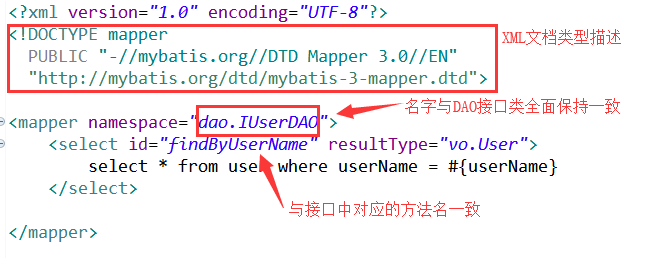 <?xml version="1.0" encoding="UTF-8"?>
<!DOCTYPE mapper
XML文档类型描述
PUBLIC "-//mybatis.org//DTD Mapper 3.0//EN"
"http://mybatis.org/dtd/mybatis-3-mapper.dtd">
名字与DAO接口类全面保持一致
<mapper namespace="dao.IUserDAO">
<select id="findByUserName" resultType="vo.User">
select * from user where userName = #{userName}
</select>
与接口中对应的方法名一致
</mapper>